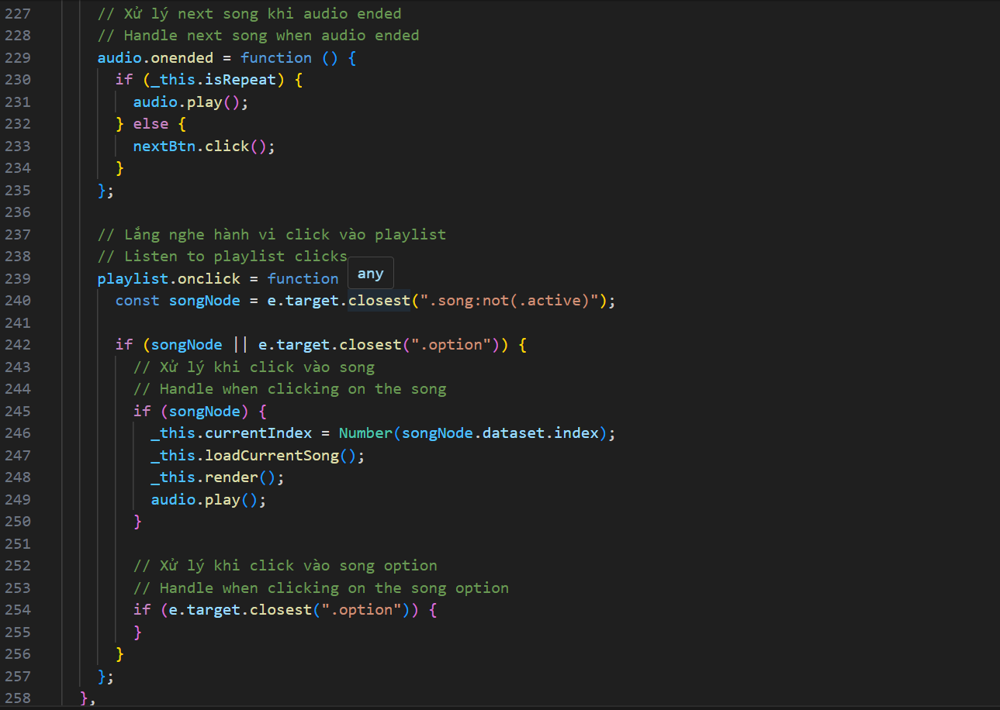 227 // Xử lý next song khi audio ended
228 // Handle next song when audio ended
229 audio.onended = function () {
230 if (_this.isRepeat) {
231 audio.play();
232 } else {
233 nextBtn.click();
234 }
235 };
236
237 // Lắng nghe hành vi click vào playlist
238 // Listen to playlist clicks
239 playlist.onclick = function any
240 const songNode = e.target.closest(".song:not(.active)");
241
242 if (songNode || e.target.closest(".option")) {
243 // Xử lý khi click vào song
244 // Handle when clicking on the song
245 if (songNode) {
246 _this.currentIndex = Number(songNode.dataset.index);
247 _this.loadCurrentSong();
248 _this.render();
249 audio.play();
250 }
251
252 // Xử lý khi click vào song option
253 // Handle when clicking on the song option
254 if (e.target.closest(".option")) {
255 }
256 }
257 };
258 },